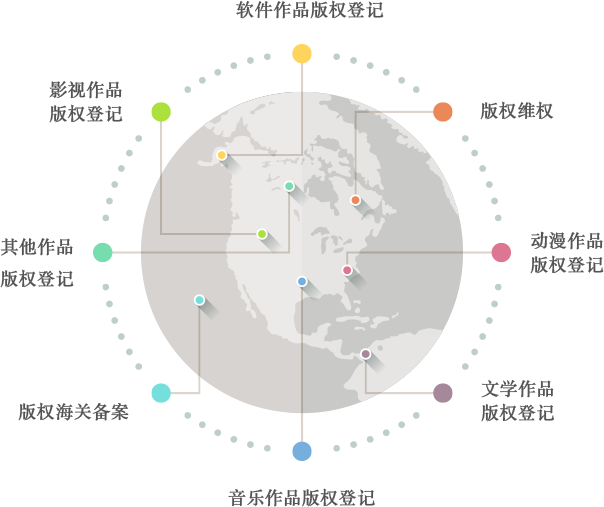 软件作品版权登记
影视作品
版权登记
版权维权
其他作品
版权登记
动漫作品
版权登记
版权海关备案
文学作品
版权登记
音乐作品版权登记